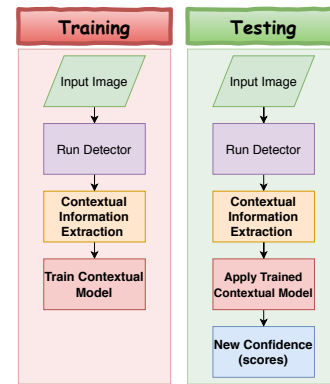 Training
Input Image
Run Detector
Contextual
Information
Extraction
Train Contextual
Model
Testing
Input Image
Run Detector
Contextual
Information
Extraction
Apply Trained
Contextual Model
New Confidence
(scores)